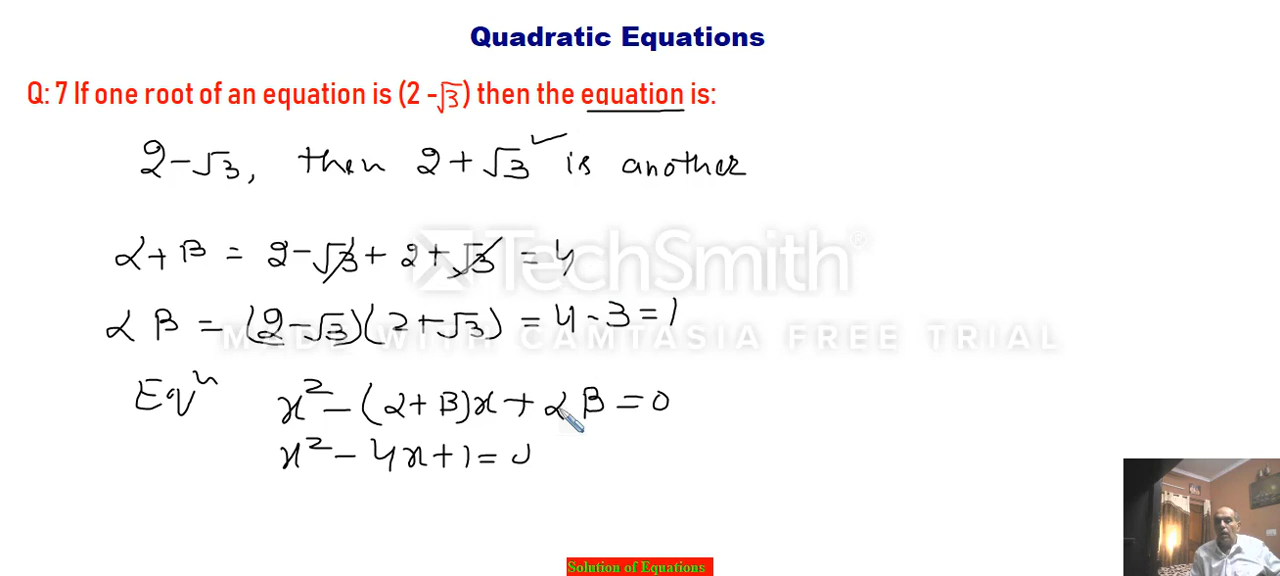 Quadratic Equations
Q: 7 If one root of an equation is (2 -√3) then the equation is:
2-√3, then 2+√3 is another
α+β = 2-√3+ 2+√3 = 4
αβ = (2-√3)(2+√3) = 4-3=1
TechSmith®
MADE WITH CAMTASIA FREE TRIAL
Eqⁿ x²-(α+β)x+αβ=0
x²-4x+1=0
Solution of Equations